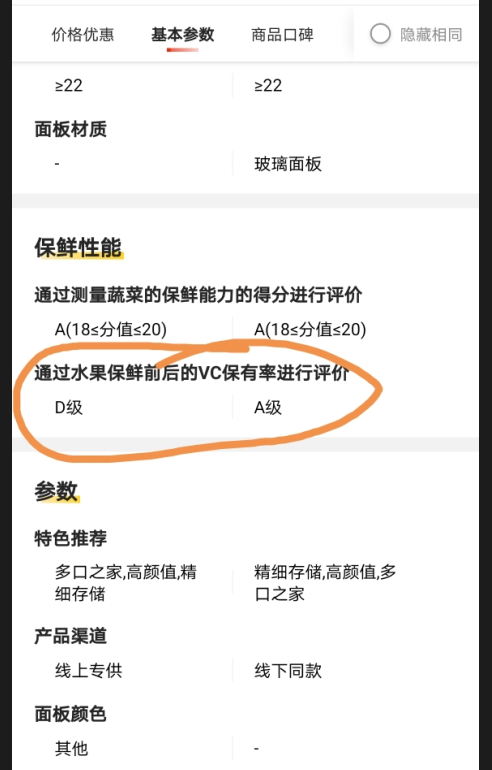 价格优惠 基本参数 商品口碑 隐藏相同
≥22 ≥22
面板材质
- 玻璃面板
保鲜性能
通过测量蔬菜的保鲜能力的得分进行评价
A(18≤分值≤20) A(18≤分值≤20)
通过水果保鲜前后的VC保有率进行评价
D级 A级
参数
特色推荐
多口之家,高颜值,精 精细存储,高颜值,多
细存储 口之家
产品渠道
线上专供 线下同款
面板颜色
其他 -